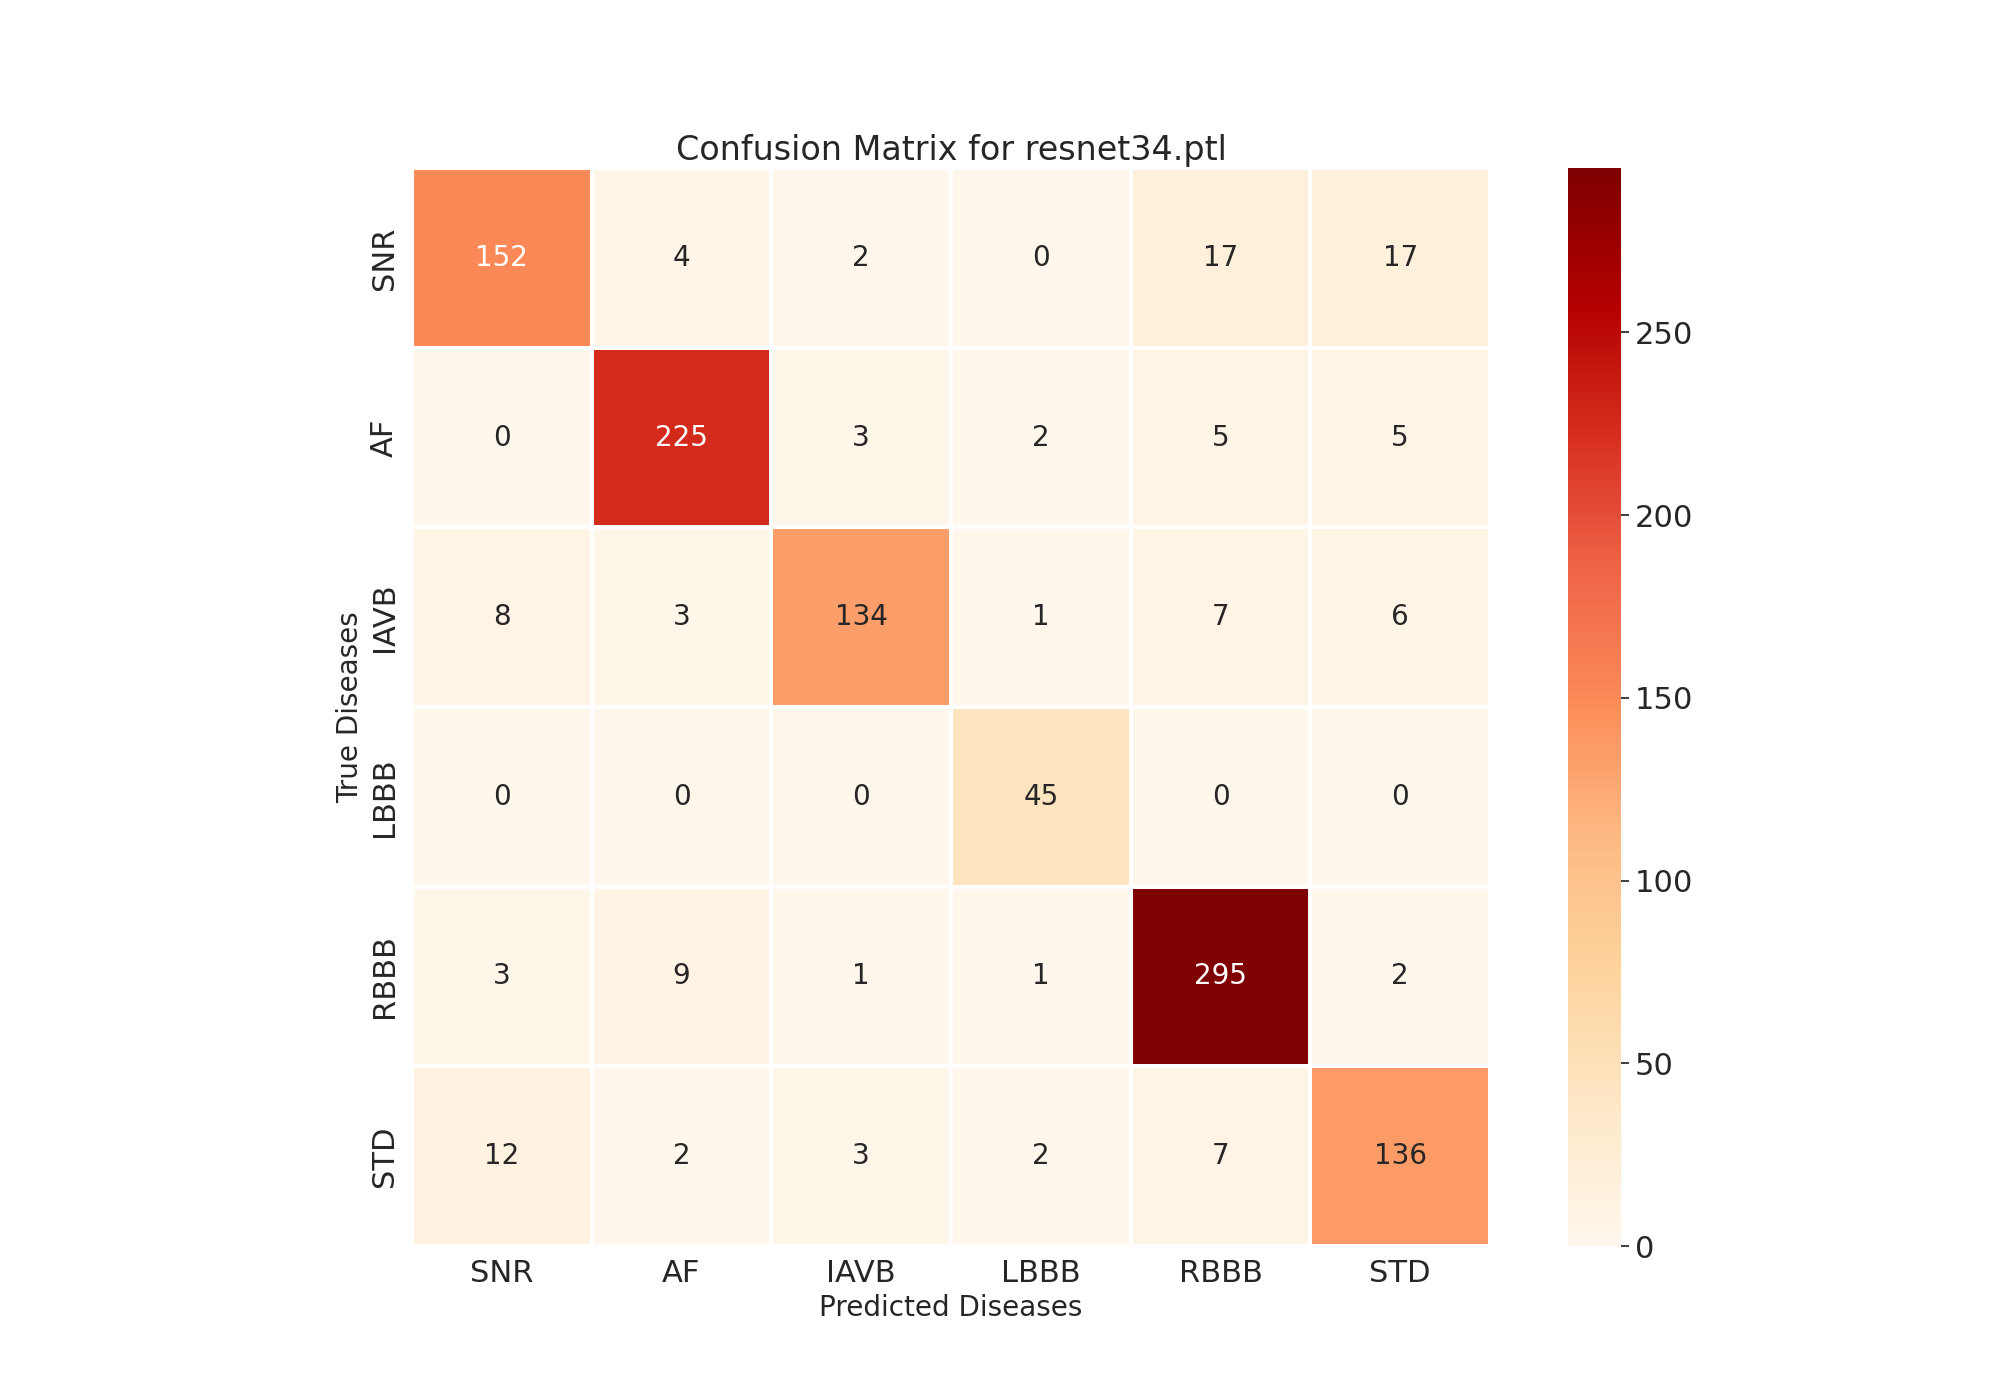 Confusion Matrix for resnet34.ptl
SNR 152 4 2 0 17 17
AF 0 225 3 2 5 5
IAVB 8 3 134 1 7 6
LBBB 0 0 0 45 0 0
RBBB 3 9 1 1 295 2
STD 12 2 3 2 7 136
True Diseases
SNR AF IAVB LBBB RBBB STD
Predicted Diseases
250
200
150
100
50
0